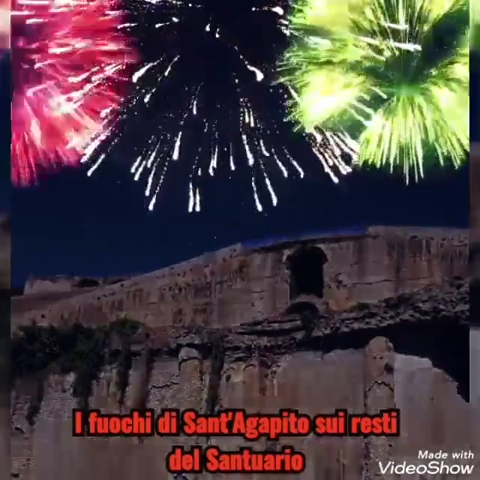 I fuochi di Sant'Agapito sui resti
del Santuario
Made with
VideoShow